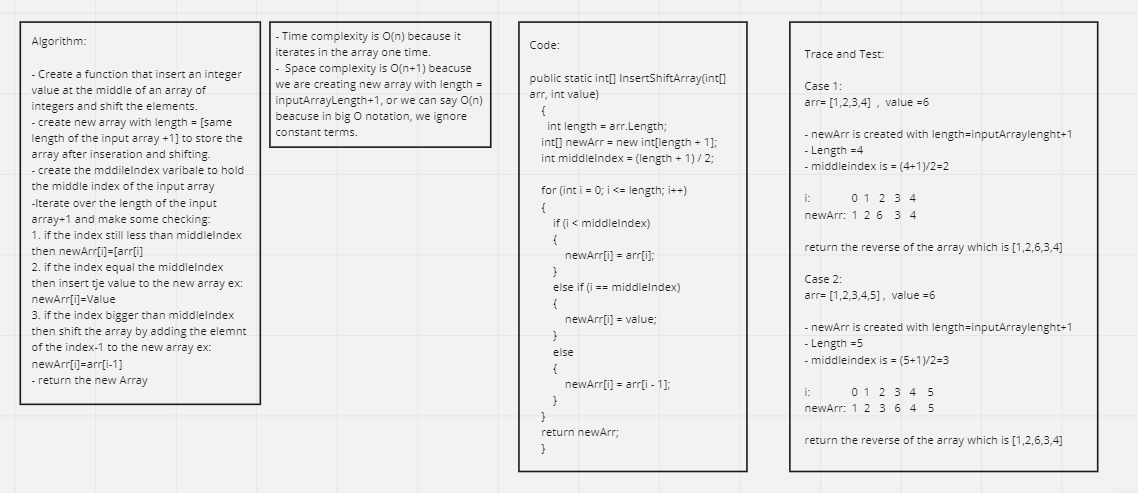 Algorithm:
- Create a function that insert an integer
value at the middle of an array of
integers and shift the elements.
- create new array with length = [same
length of the input array +1] to store the
array after inseration and shifting.
- create the mddileIndex varibale to hold
the middle index of the input array
-Iterate over the length of the input
array+1 and make some checking:
1. if the index still less than middleIndex
then newArr[i]=[arr[i]
2. if the index equal the middleIndex
then insert tje value to the new array ex:
newArr[i]=Value
3. if the index bigger than middleIndex
then shift the array by adding the elemnt
of the index-1 to the new array ex:
newArr[i]=arr[i-1]
- return the new Array
- Time complexity is O(n) because it
iterates in the array one time.
- Space complexity is O(n+1) beacuse
we are creating new array with length =
inputArrayLength+1, or we can say O(n)
beacuse in big O notation, we ignore
constant terms.
Code:
public static int[] InsertShiftArray(int[]
arr, int value)
{
int length = arr.Length;
int[] newArr = new int[length + 1];
int middleIndex = (length + 1) / 2;
for (int i = 0; i <= length; i++)
{
if (i < middleIndex)
{
newArr[i] = arr[i];
}
else if (i == middleIndex)
{
newArr[i] = value;
}
else
{
newArr[i] = arr[i - 1];
}
}
return newArr;
}
Trace and Test:
Case 1:
arr= [1,2,3,4] , value =6
- newArr is created with length=inputArraylenght+1
- Length =4
- middleindex is = (4+1)/2=2
i: 0 1 2 3 4
newArr: 1 2 6 3 4
return the reverse of the array which is [1,2,6,3,4]
Case 2:
arr= [1,2,3,4,5] , value =6
- newArr is created with length=inputArraylenght+1
- Length =5
- middleindex is = (5+1)/2=3
i: 0 1 2 3 4 5
newArr: 1 2 3 6 4 5
return the reverse of the array which is [1,2,6,3,4]